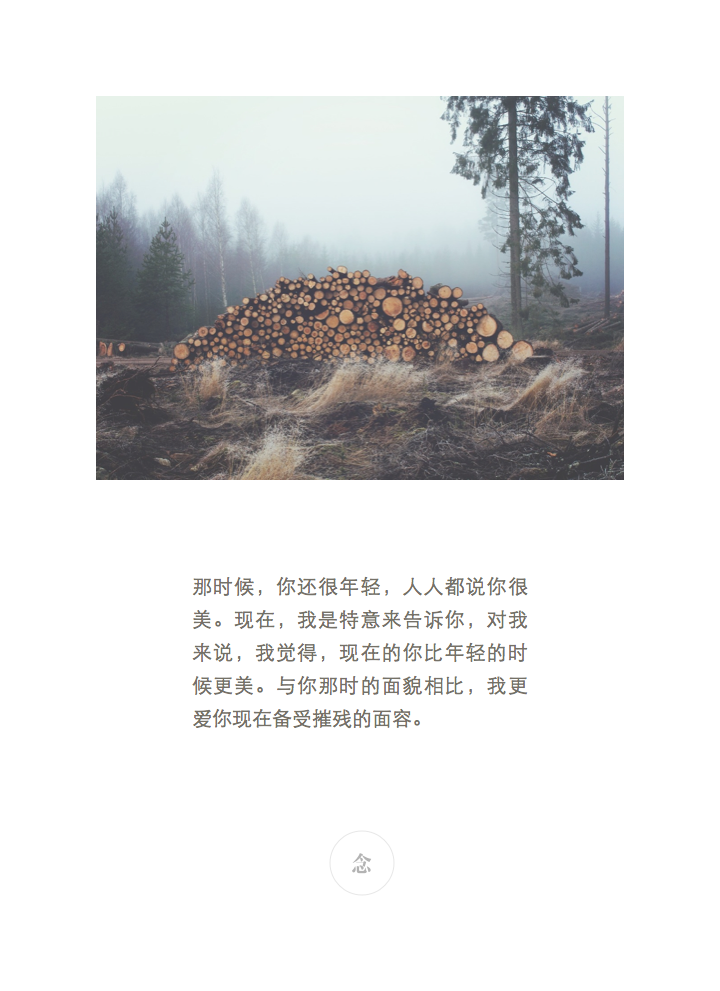 那时候，你还很年轻，人人都说你很
美。现在，我是特意来告诉你，对我
来说，我觉得，现在的你比年轻的时
候更美。与你那时的面貌相比，我更
爱你现在备受摧残的面容。
念